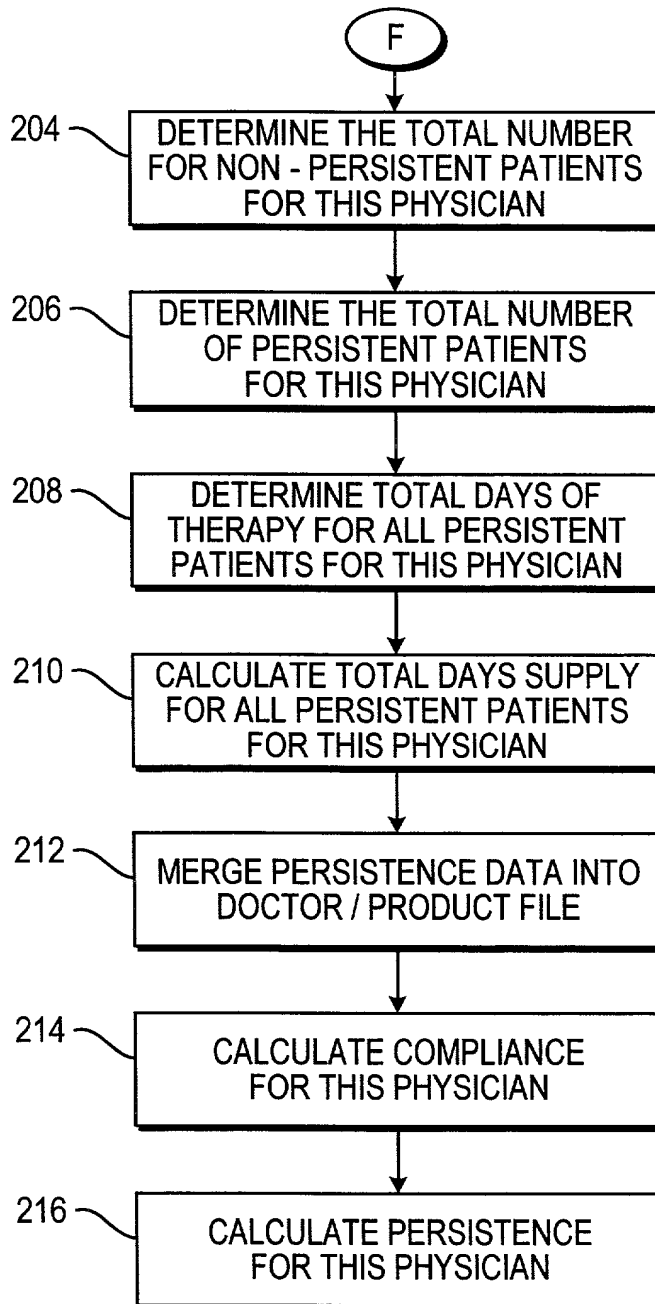 F
204
DETERMINE THE TOTAL NUMBER
FOR NON - PERSISTENT PATIENTS
FOR THIS PHYSICIAN
206
DETERMINE THE TOTAL NUMBER
OF PERSISTENT PATIENTS
FOR THIS PHYSICIAN
208
DETERMINE TOTAL DAYS OF
THERAPY FOR ALL PERSISTENT
PATIENTS FOR THIS PHYSICIAN
210
CALCULATE TOTAL DAYS SUPPLY
FOR ALL PERSISTENT PATIENTS
FOR THIS PHYSICIAN
212
MERGE PERSISTENCE DATA INTO
DOCTOR / PRODUCT FILE
214
CALCULATE COMPLIANCE
FOR THIS PHYSICIAN
216
CALCULATE PERSISTENCE
FOR THIS PHYSICIAN